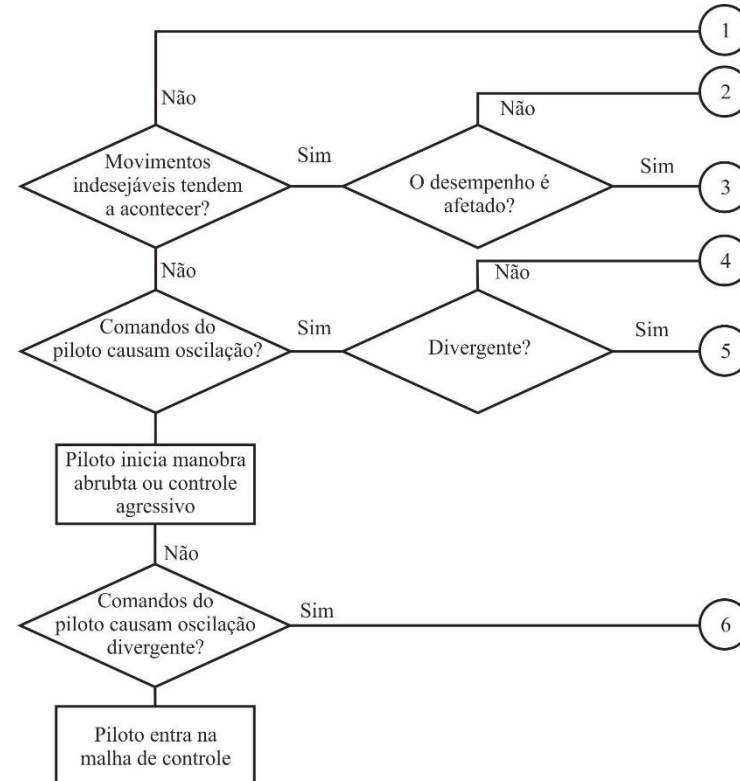 1
Não
2
Não
Movimentos
indesejáveis tendem
a acontecer?
Sim
O desempenho é
afetado?
Sim
3
Não
4
Não
Comandos do
piloto causam oscilação?
Sim
Divergente?
Sim
5
Piloto inicia manobra
abrubta ou controle
agressivo
Não
Comandos do
piloto causam oscilação
divergente?
Sim
6
Piloto entra na
malha de controle